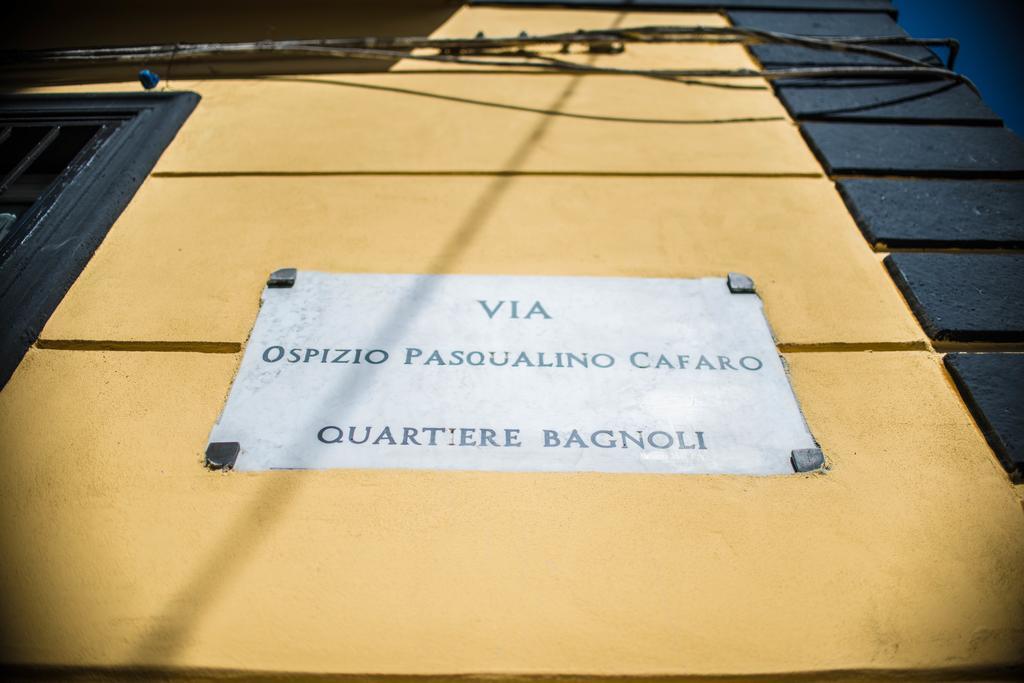 VIA
OSPIZIO PASQUALINO CAFARO
QUARTIERE BAGNOLI